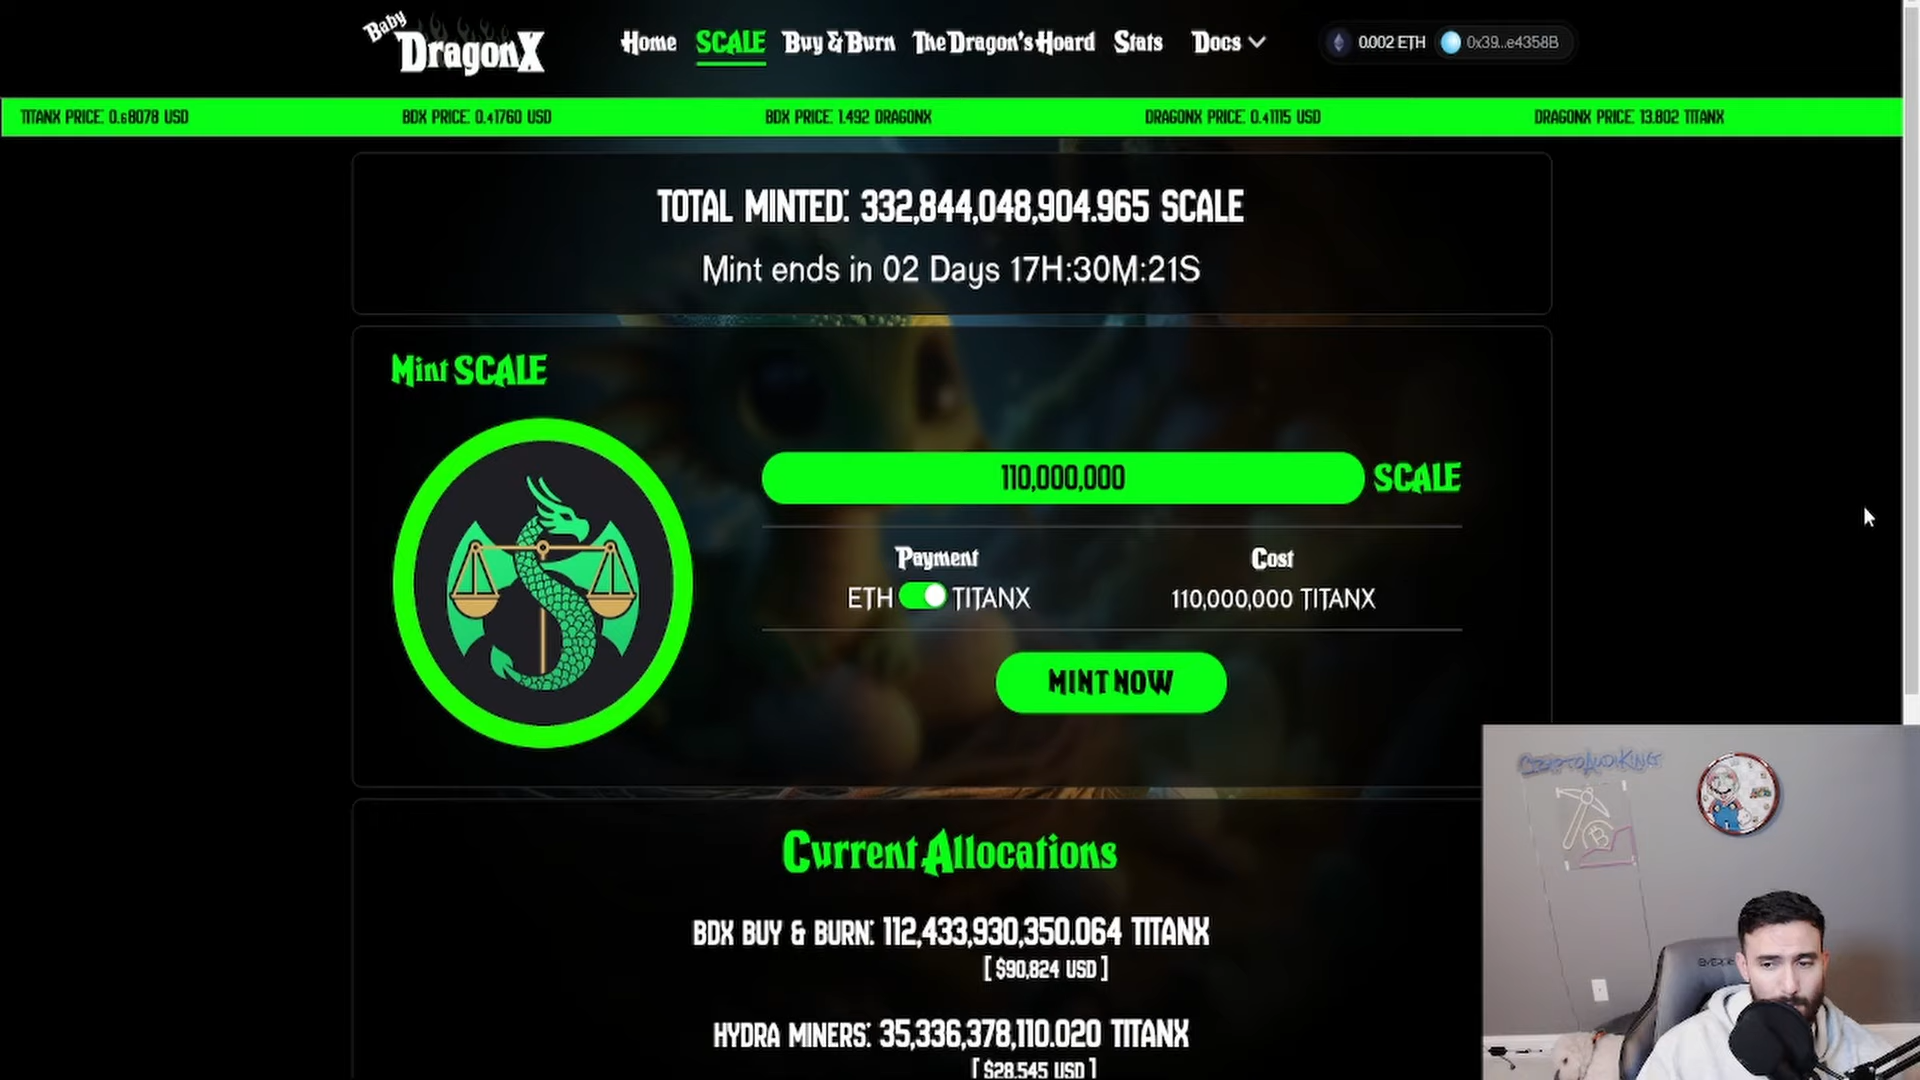 Baby
DragonX
Home SCALE Buy & Burn The Dragon's Hoard Stats Docs
0.002 ETH 0x39...e4358B
TITANX PRICE: 0.₆8078 USD BDX PRICE: 0.₄1760 USD BDX PRICE: 1.492 DRAGONX DRAGONX PRICE: 0.₄1115 USD DRAGONX PRICE: 13.802 TITANX
TOTAL MINTED: 332,844,048,904.965 SCALE
Mint ends in 02 Days 17H:30M:21S
Mint SCALE
110,000,000 SCALE
Payment Cost
ETH TITANX 110,000,000 TITANX
MINT NOW
CryptoAudiKing
Current Allocations
BDX BUY & BURN: 112,433,930,350.064 TITANX
[ $90,824 USD ]
HYDRA MINERS: 35,336,378,110.020 TITANX
[ $28,545 USD ]